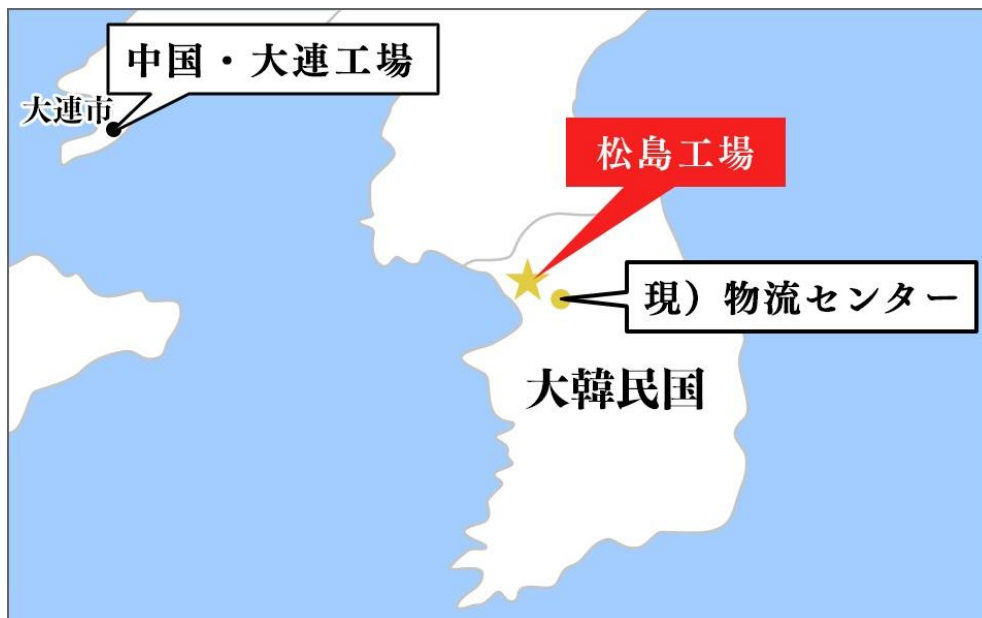 中国・大連工場
大連市
松島工場
現）物流センター
大韓民国